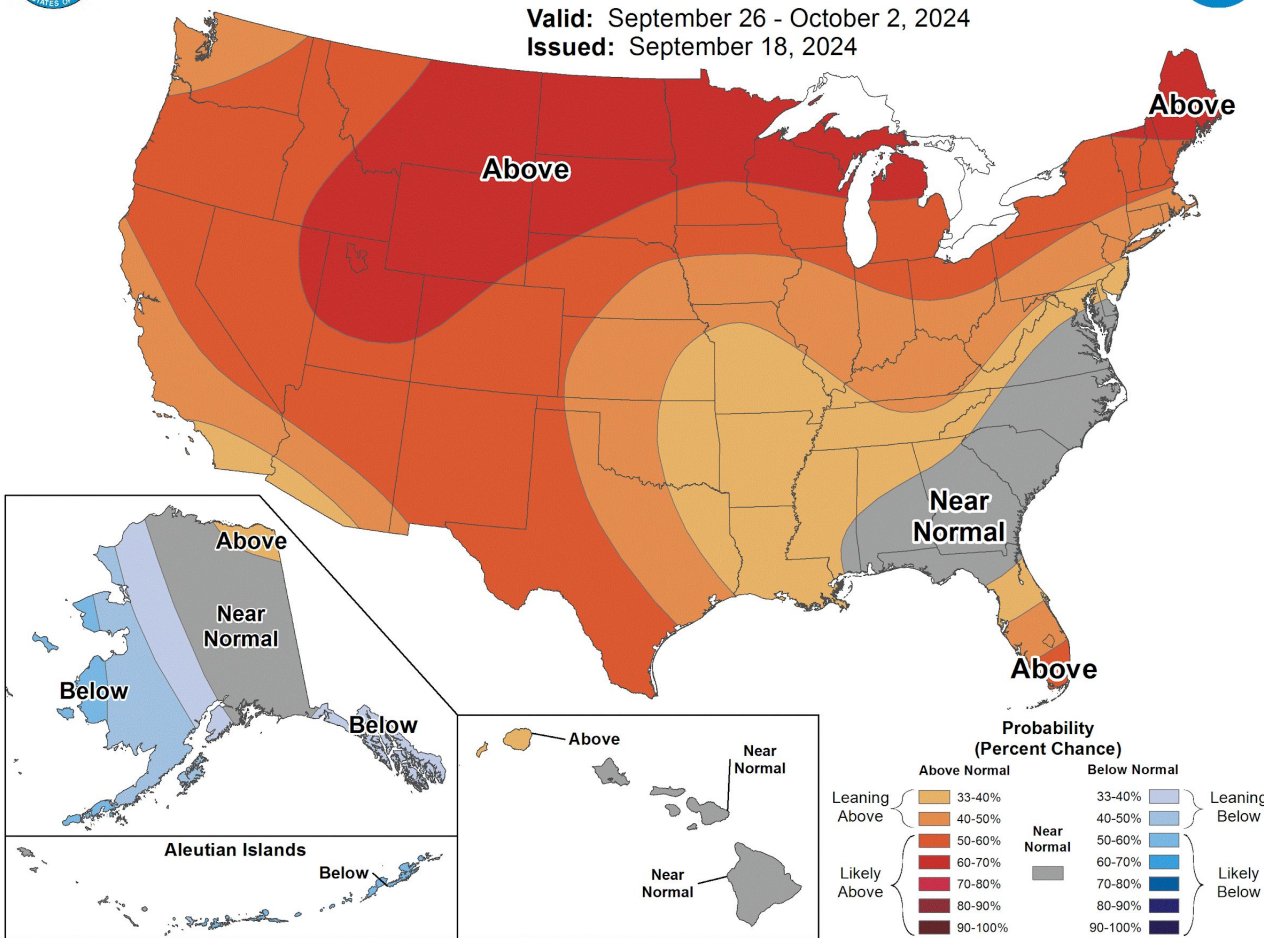 STATES OF
Valid: September 26 - October 2, 2024
Issued: September 18, 2024
Above
Above
Near
Normal
Above
Above
Near
Normal
Below
Below
Aleutian Islands
Below
Above
Near
Normal
Near
Normal
Probability
(Percent Chance)
Above Normal
Below Normal
Leaning
Above
33-40%
40-50%
Likely
Above
50-60%
60-70%
70-80%
80-90%
90-100%
Near
Normal
33-40%
40-50%
Leaning
Below
50-60%
60-70%
70-80%
80-90%
90-100%
Likely
Below